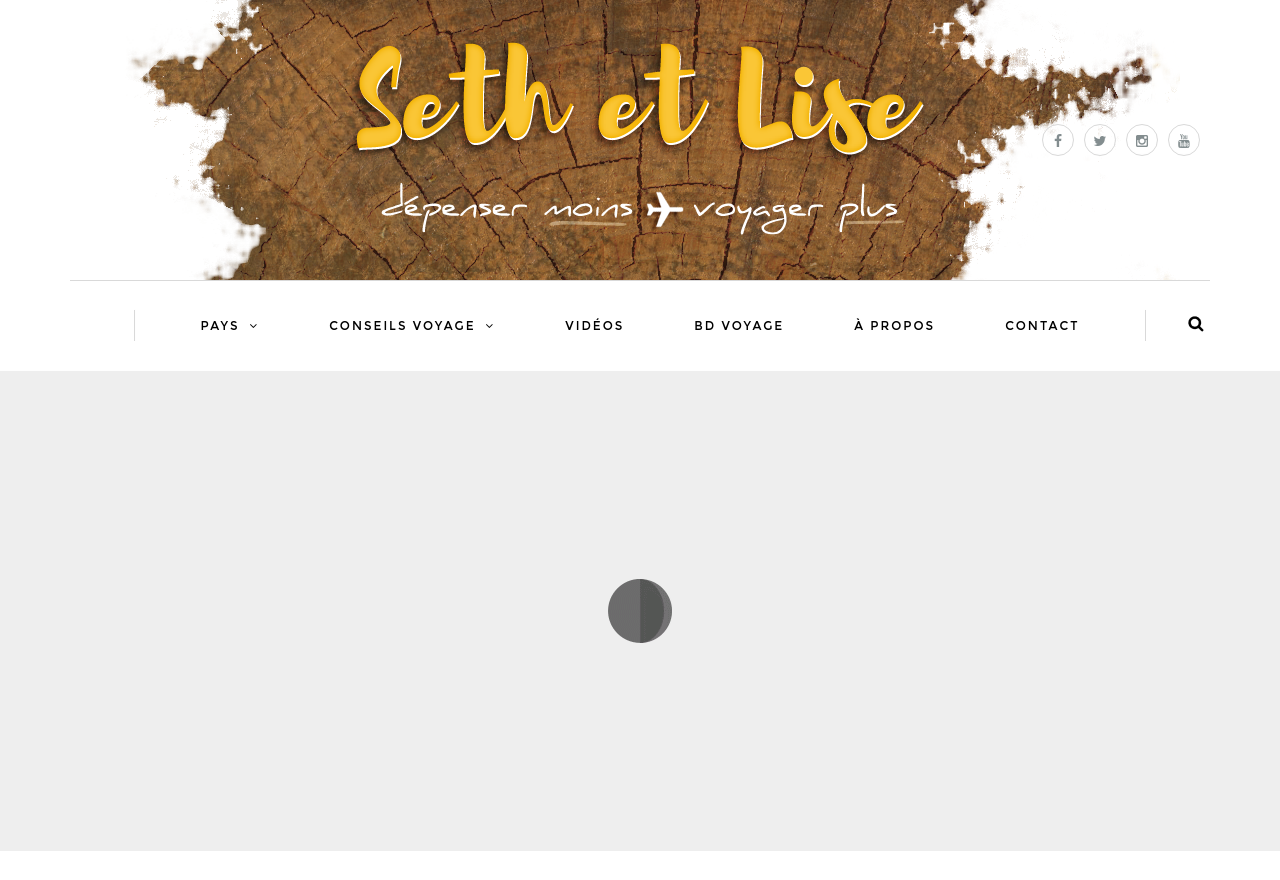 Seth et Lise
dépenser moins voyager plus
PAYS CONSEILS VOYAGE VIDÉOS BD VOYAGE À PROPOS CONTACT